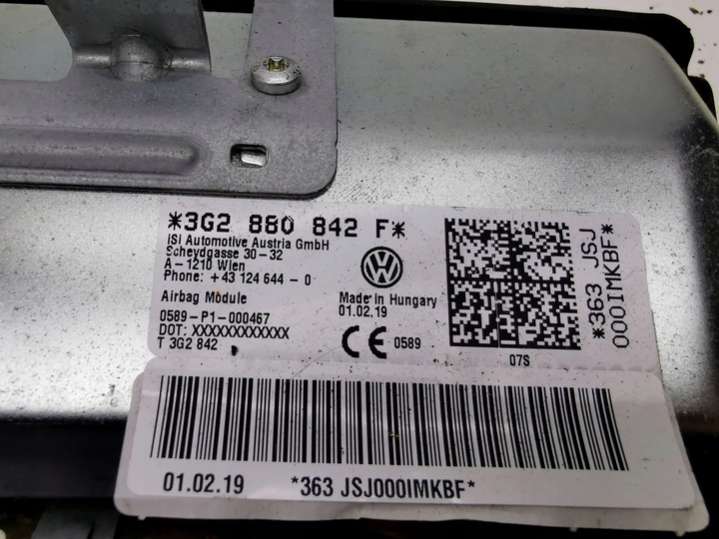 *3G2 880 842 F*
iSi Automotive Austria GmbH
Scheydgasse 30-32
A-1210 Wien
Phone: +43 124 644 - 0
Airbag Module
0589-P1-000467
DOT: XXXXXXXXXXXX
T 3G2 842
Made in Hungary
01.02.19
CE 0589
07S
*363 JSJ
000IMKBF*
01.02.19 *363 JSJ000IMKBF*